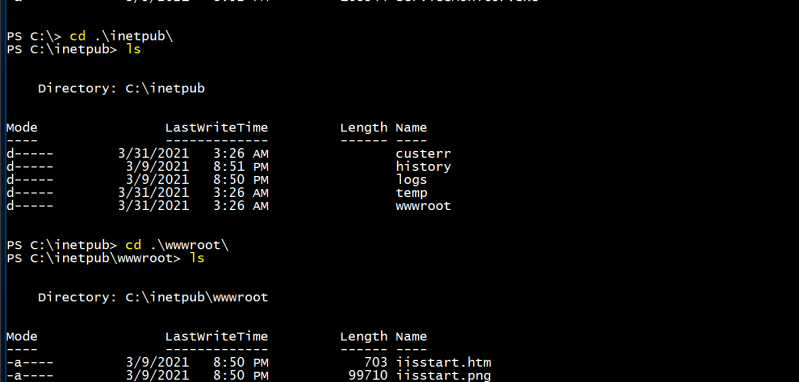 PS C:\> cd .\inetpub\
PS C:\inetpub> ls
Directory: C:\inetpub
Mode LastWriteTime Length Name
---- ------------- ------ ----
d----- 3/31/2021 3:26 AM custerr
d----- 3/9/2021 8:51 PM history
d----- 3/9/2021 8:50 PM logs
d----- 3/31/2021 3:26 AM temp
d----- 3/31/2021 3:26 AM wwwroot
PS C:\inetpub> cd .\wwwroot\
PS C:\inetpub\wwwroot> ls
Directory: C:\inetpub\wwwroot
Mode LastWriteTime Length Name
---- ------------- ------ ----
-a---- 3/9/2021 8:50 PM 703 iisstart.htm
-a---- 3/9/2021 8:50 PM 99710 iisstart.png